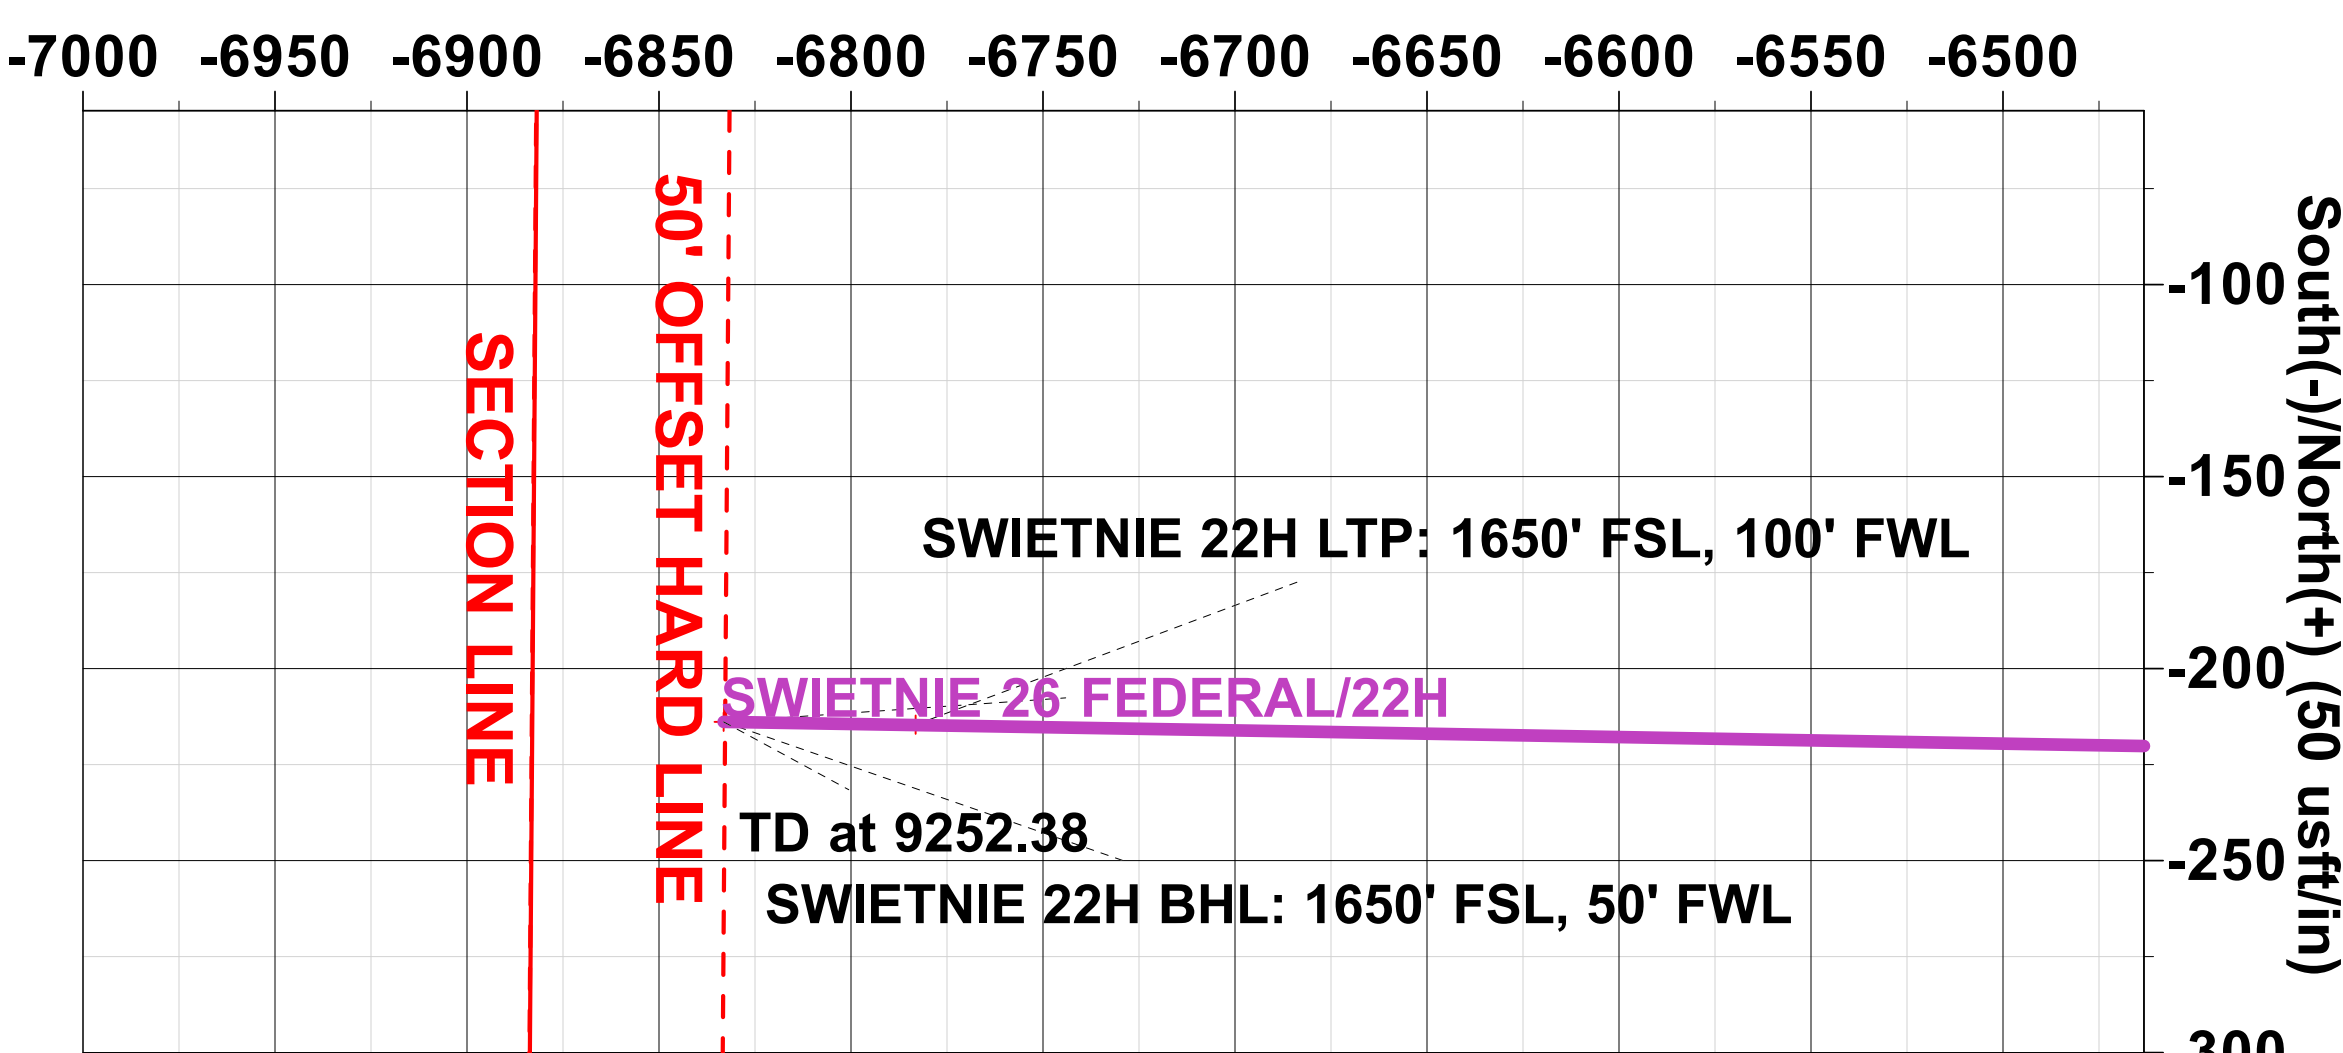 -7000 -6950 -6900 -6850 -6800 -6750 -6700 -6650 -6600 -6550 -6500
SECTION LINE
50' OFFSET HARD LINE
SWIETNIE 22H LTP: 1650' FSL, 100' FWL
SWIETNIE 26 FEDERAL/22H
TD at 9252.38
SWIETNIE 22H BHL: 1650' FSL, 50' FWL
-100
-150
-200
-250
-300
South(-)/North(+) (50 usft/in)